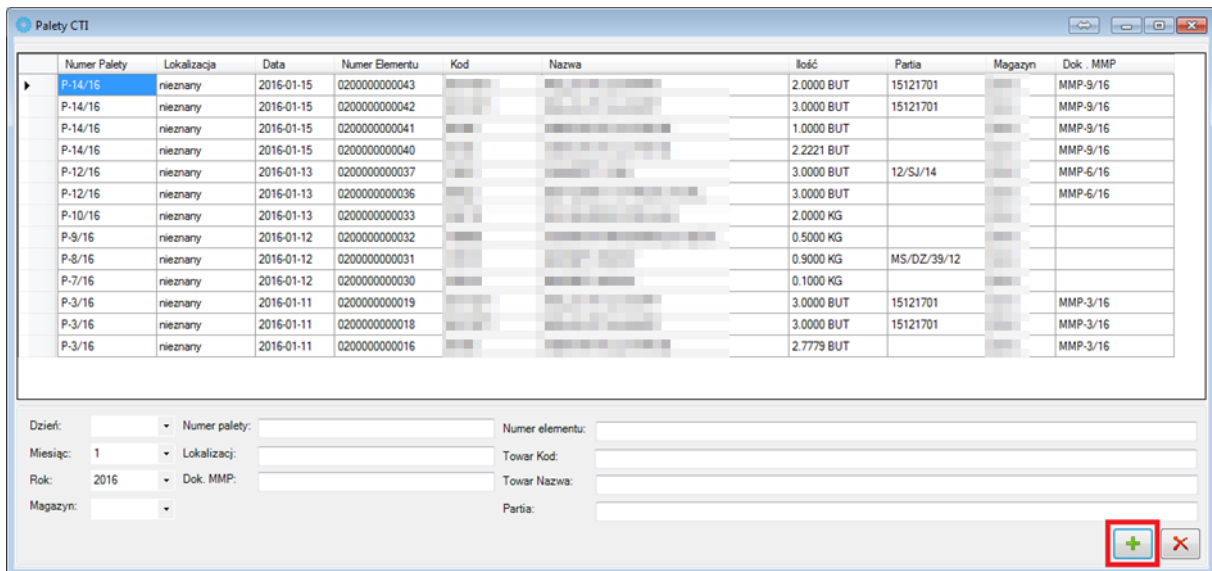 Palety CTI
Numer Palety Lokalizacja Data Numer Elementu Kod Nazwa Ilość Partia Magazyn Dok . MMP
P-14/16 nieznany 2016-01-15 0200000000043 2.0000 BUT 15121701 MMP-9/16
P-14/16 nieznany 2016-01-15 0200000000042 3.0000 BUT 15121701 MMP-9/16
P-14/16 nieznany 2016-01-15 0200000000041 1.0000 BUT MMP-9/16
P-14/16 nieznany 2016-01-15 0200000000040 2.2221 BUT MMP-9/16
P-12/16 nieznany 2016-01-13 0200000000037 3.0000 BUT 12/SJ/14 MMP-6/16
P-12/16 nieznany 2016-01-13 0200000000036 3.0000 BUT MMP-6/16
P-10/16 nieznany 2016-01-13 0200000000033 2.0000 KG
P-9/16 nieznany 2016-01-12 0200000000032 0.5000 KG
P-8/16 nieznany 2016-01-12 0200000000031 0.9000 KG MS/DZ/39/12
P-7/16 nieznany 2016-01-12 0200000000030 0.1000 KG
P-3/16 nieznany 2016-01-11 0200000000019 3.0000 BUT 15121701 MMP-3/16
P-3/16 nieznany 2016-01-11 0200000000018 3.0000 BUT 15121701 MMP-3/16
P-3/16 nieznany 2016-01-11 0200000000016 2.7779 BUT MMP-3/16
Dzień: Numer palety: Numer elementu:
Miesiąc: 1 Lokalizacj: Towar Kod:
Rok: 2016 Dok. MMP: Towar Nazwa:
Magazyn: Partia: